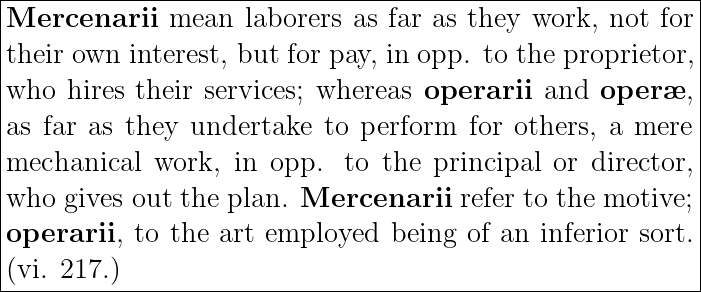 Mercenarii mean laborers as far as they work, not for
their own interest, but for pay, in opp. to the proprietor,
who hires their services; whereas operarii and operæ,
as far as they undertake to perform for others, a mere
mechanical work, in opp. to the principal or director,
who gives out the plan. Mercenarii refer to the motive;
operarii, to the art employed being of an inferior sort.
(vi. 217.)